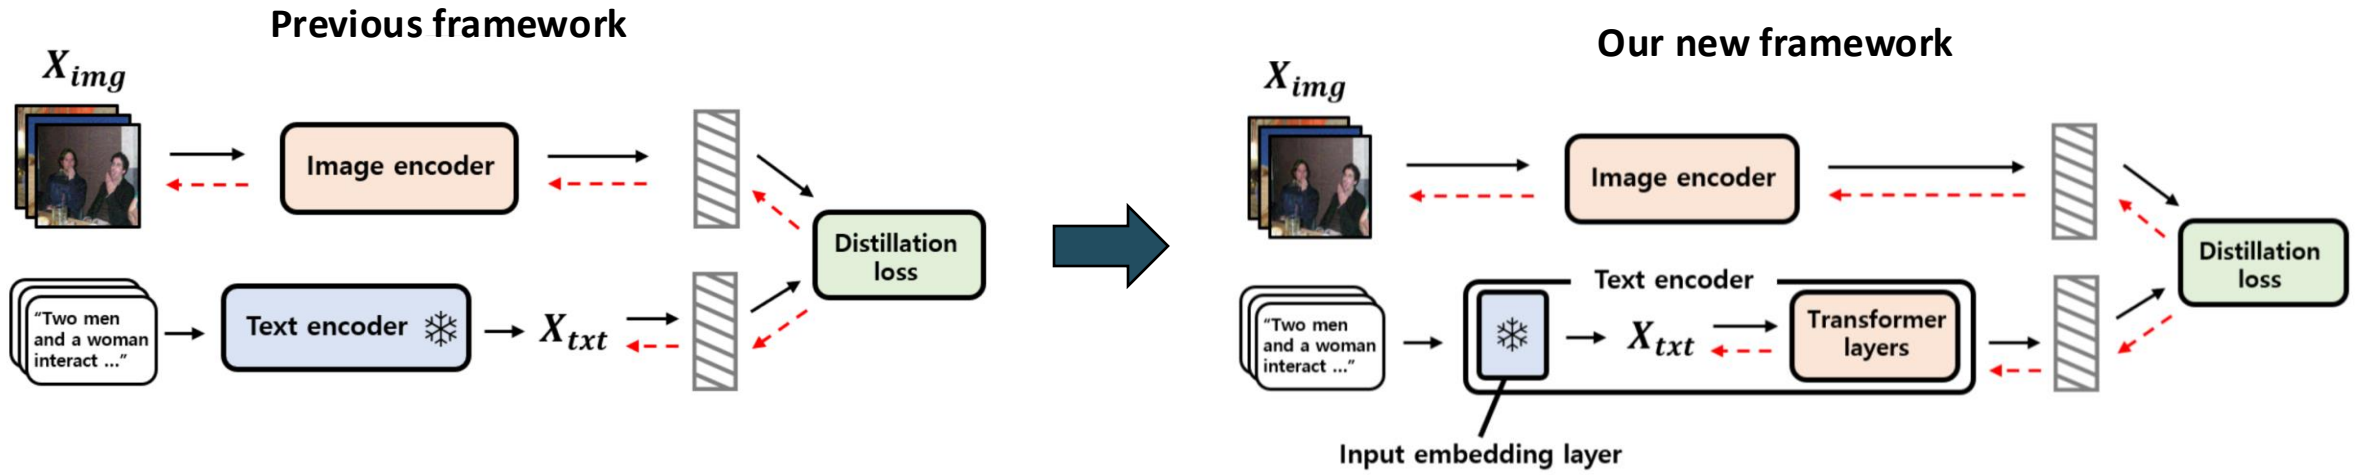 Previous framework
X_img
Image encoder
Distillation
loss
"Two men
and a woman
interact ..."
Text encoder
X_txt
Our new framework
X_img
Image encoder
Distillation
loss
Text encoder
"Two men
and a woman
interact ..."
X_txt
Transformer
layers
Input embedding layer